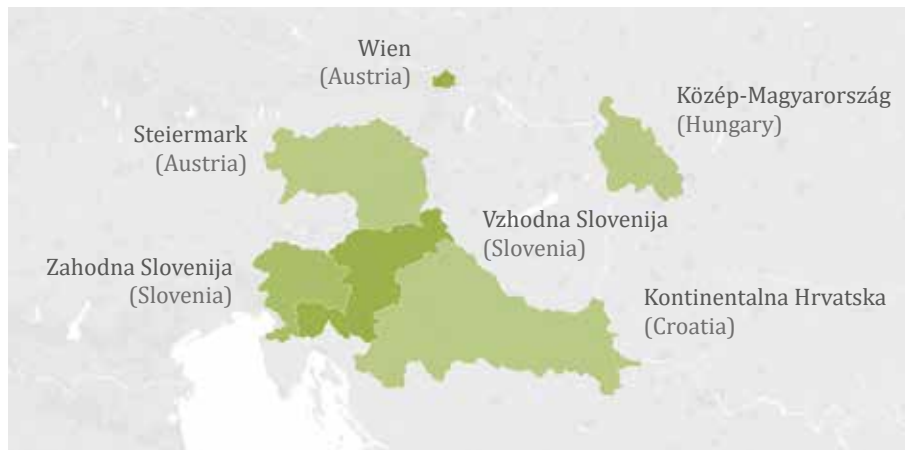 Wien
(Austria)
Közép-Magyarország
(Hungary)
Steiermark
(Austria)
Vzhodna Slovenija
(Slovenia)
Zahodna Slovenija
(Slovenia)
Kontinentalna Hrvatska
(Croatia)